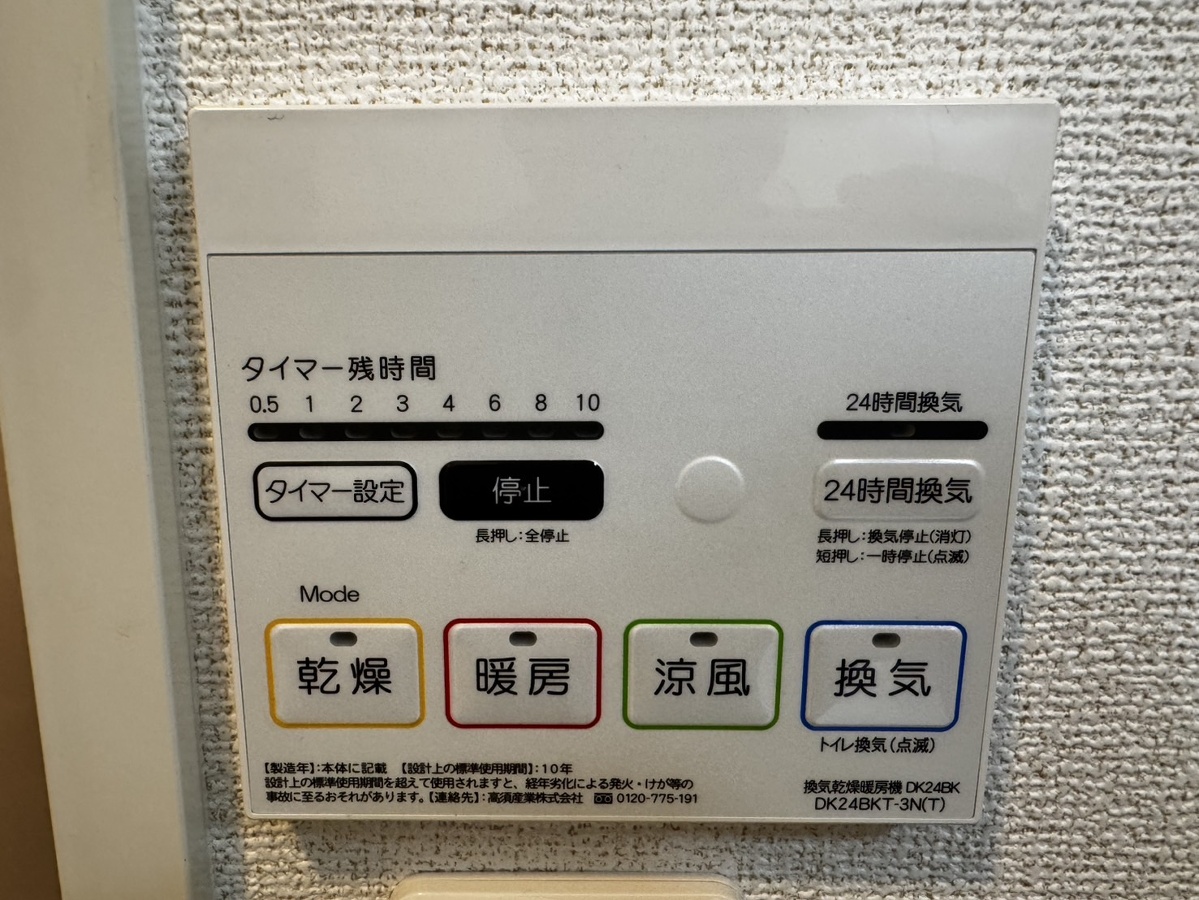 タイマー残時間
0.5 1 2 3 4 6 8 10
24時間換気
タイマー設定
停止
24時間換気
長押し:全停止
長押し:換気停止(消灯)
短押し:一時停止(点滅)
Mode
乾燥
暖房
涼風
換気
トイレ換気(点滅)
【製造年】:本体に記載 【設計上の標準使用期間】:10年
設計上の標準使用期間を超えて使用されますと、経年劣化による発火・けが等の
事故に至るおそれがあります。【連絡先】:高須産業株式会社 0120-775-191
換気乾燥暖房機 DK24BK
DK24BKT-3N(T)